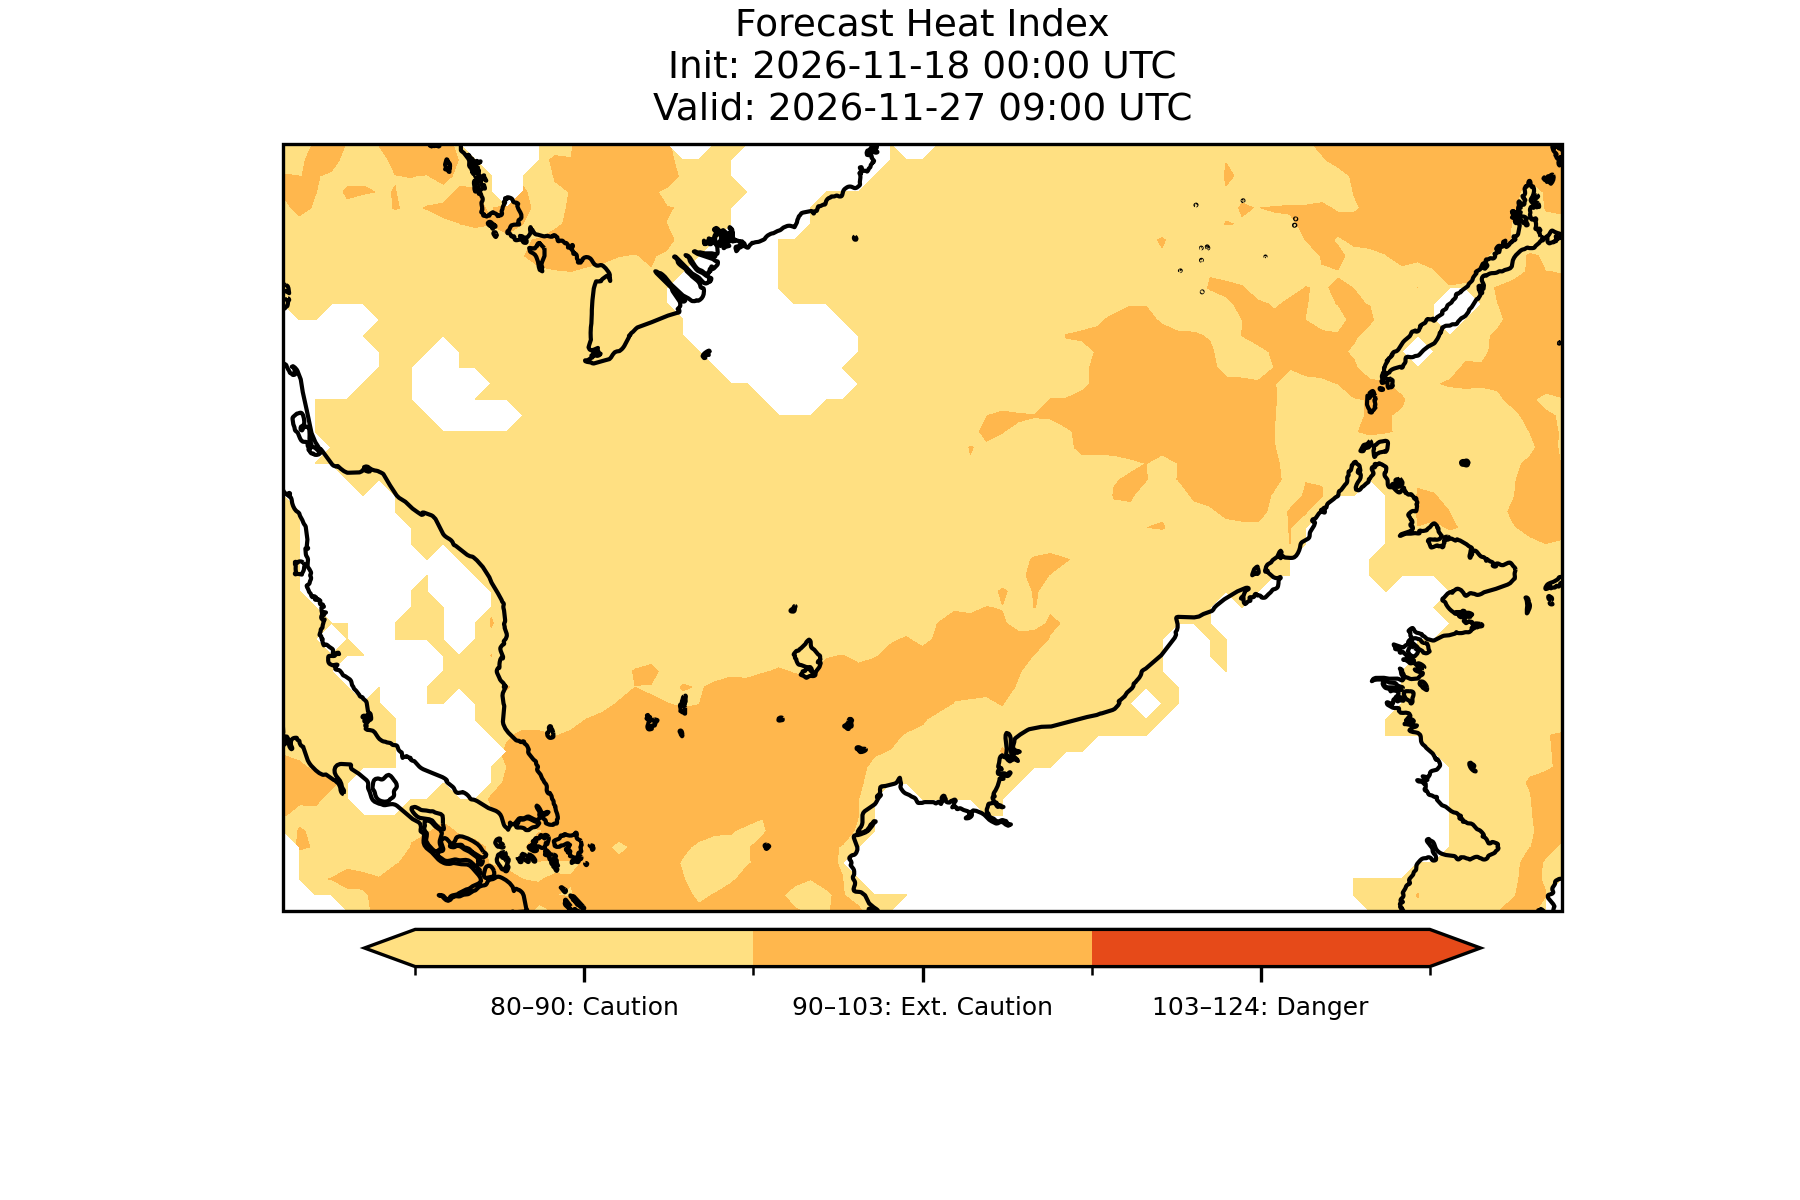 Forecast Heat Index
Init: 2026-11-18 00:00 UTC
Valid: 2026-11-27 09:00 UTC
80–90: Caution
90–103: Ext. Caution
103–124: Danger